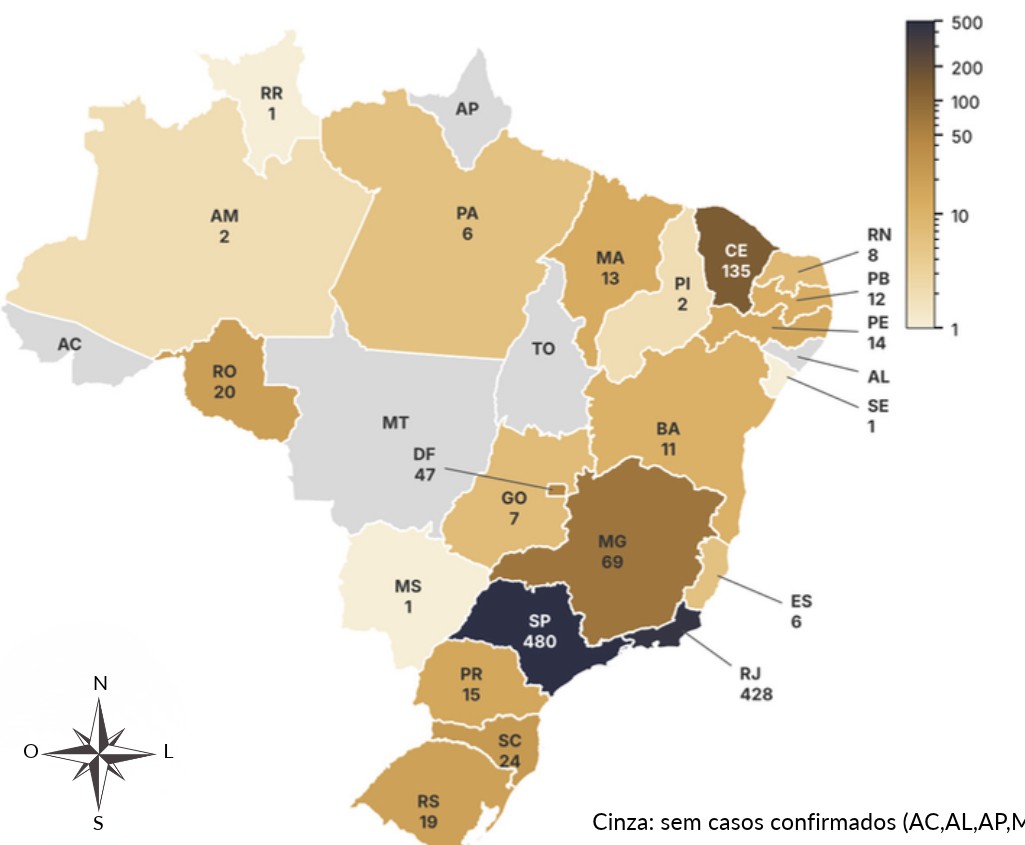 500
200
100
50
10
1
RR
1
AP
AM
2
PA
6
MA
13
PI
2
CE
135
RN
8
PB
12
PE
14
AL
SE
1
AC
RO
20
TO
MT
BA
11
DF
47
GO
7
MG
69
MS
1
ES
6
SP
480
RJ
428
PR
15
SC
24
RS
19
N
O
L
S
Cinza: sem casos confirmados (AC,AL,AP,M